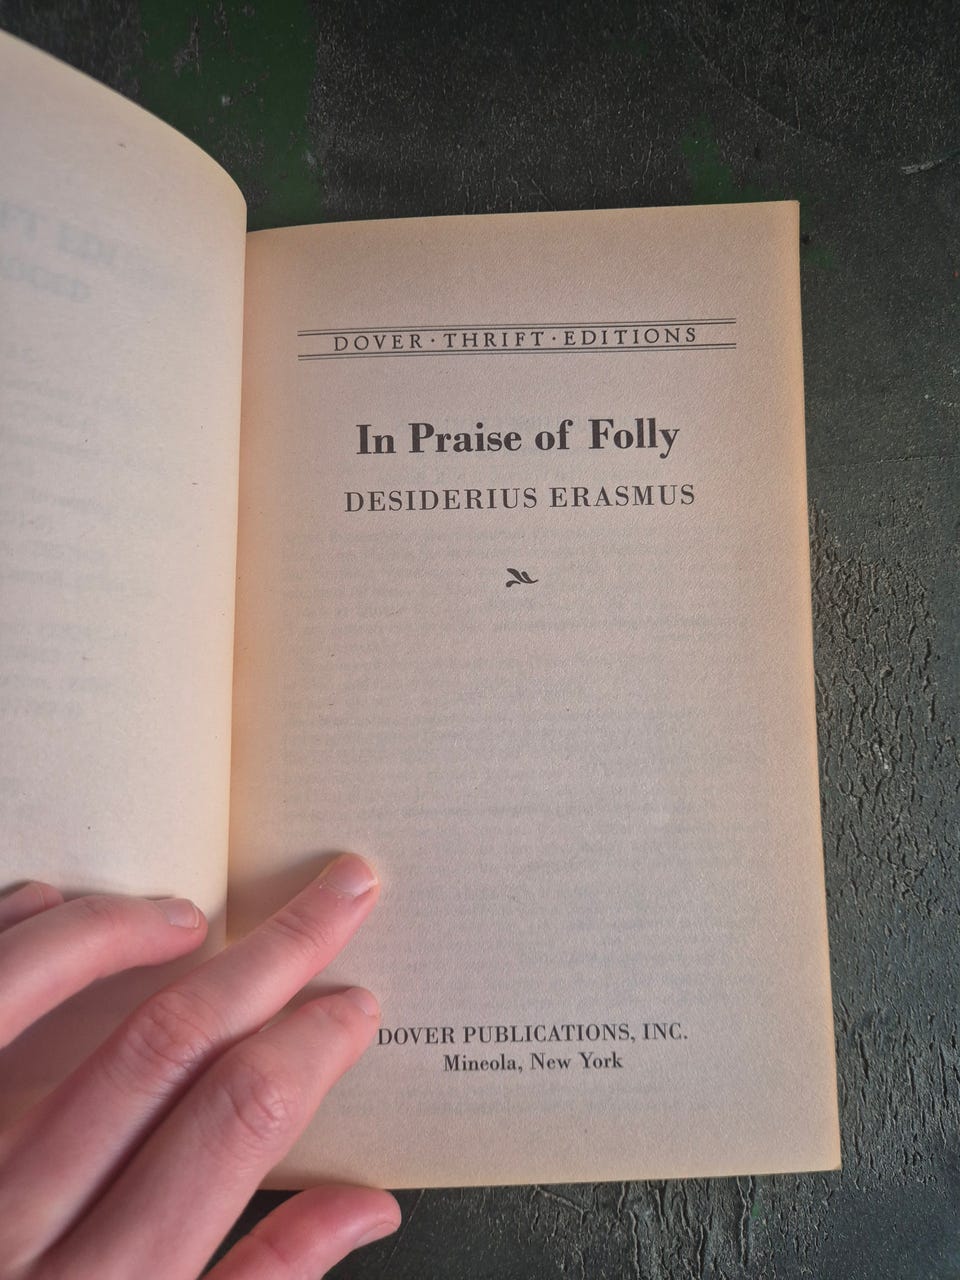 DOVER · THRIFT · EDITIONS
In Praise of Folly
DESIDERIUS ERASMUS
DOVER PUBLICATIONS, INC.
Mineola, New York